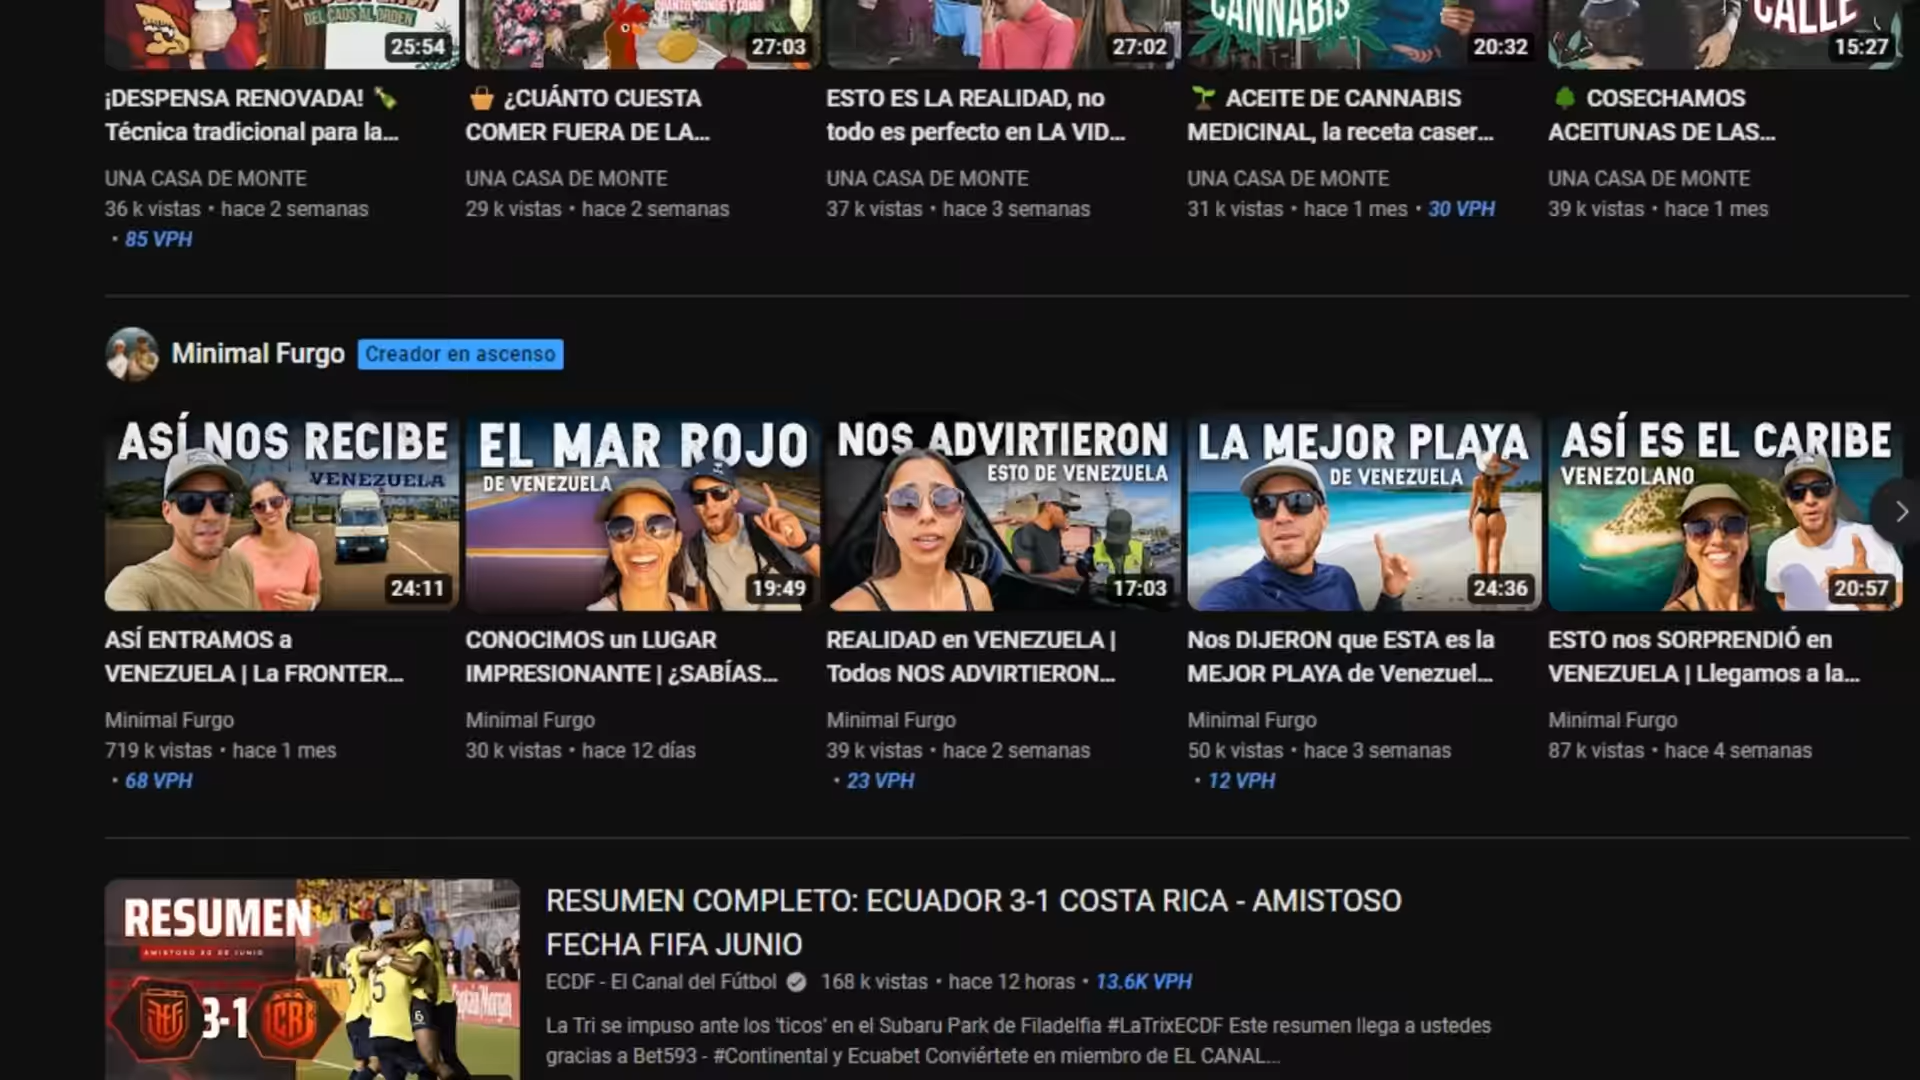 DEL CAOS AL ORDEN
25:54
27:03
27:02
CANNABIS
20:32
CALLE
15:27
¡DESPENSA RENOVADA!
Técnica tradicional para la...
UNA CASA DE MONTE
36 k vistas • hace 2 semanas
• 85 VPH
¿CUÁNTO CUESTA
COMER FUERA DE LA...
UNA CASA DE MONTE
29 k vistas • hace 2 semanas
ESTO ES LA REALIDAD, no
todo es perfecto en LA VID...
UNA CASA DE MONTE
37 k vistas • hace 3 semanas
ACEITE DE CANNABIS
MEDICINAL, la receta caser...
UNA CASA DE MONTE
31 k vistas • hace 1 mes • 30 VPH
COSECHAMOS
ACEITUNAS DE LAS...
UNA CASA DE MONTE
39 k vistas • hace 1 mes
Minimal Furgo
Creador en ascenso
ASÍ NOS RECIBE
VENEZUELA
24:11
EL MAR ROJO
DE VENEZUELA
19:49
NOS ADVIRTIERON
ESTO DE VENEZUELA
17:03
LA MEJOR PLAYA
DE VENEZUELA
24:36
ASÍ ES EL CARIBE
VENEZOLANO
20:57
ASÍ ENTRAMOS a
VENEZUELA | La FRONTER...
Minimal Furgo
719 k vistas • hace 1 mes
• 68 VPH
CONOCIMOS un LUGAR
IMPRESIONANTE | ¿SABÍAS...
Minimal Furgo
30 k vistas • hace 12 días
REALIDAD en VENEZUELA |
Todos NOS ADVIRTIERON...
Minimal Furgo
39 k vistas • hace 2 semanas
• 23 VPH
Nos DIJERON que ESTA es la
MEJOR PLAYA de Venezuel...
Minimal Furgo
50 k vistas • hace 3 semanas
• 12 VPH
ESTO nos SORPRENDIÓ en
VENEZUELA | Llegamos a la...
Minimal Furgo
87 k vistas • hace 4 semanas
RESUMEN
3-1
5
6
RESUMEN COMPLETO: ECUADOR 3-1 COSTA RICA - AMISTOSO
FECHA FIFA JUNIO
ECDF - El Canal del Fútbol 168 k vistas • hace 12 horas • 13.6K VPH
La Tri se impuso ante los 'ticos' en el Subaru Park de Filadelfia #LaTrixECDF Este resumen llega a ustedes
gracias a Bet593 - #Continental y Ecuabet Conviértete en miembro de EL CANAL...